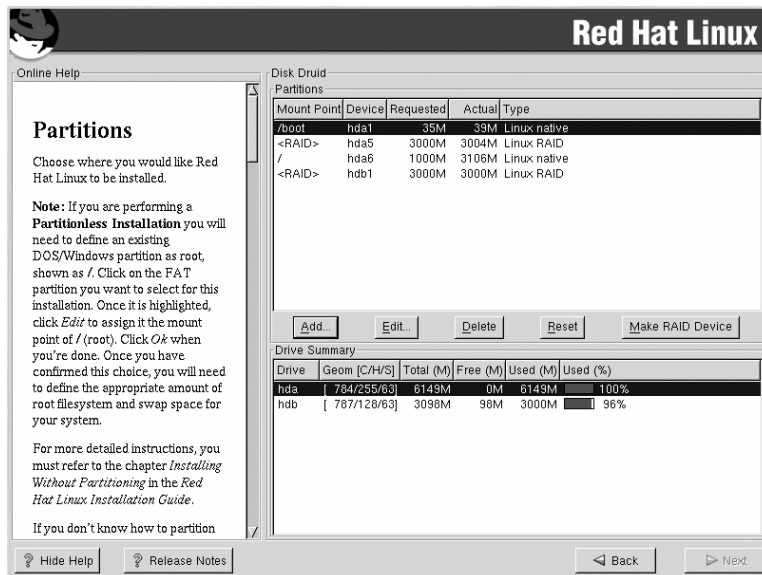 Red Hat Linux
Online Help
Partitions
Choose where you would like Red
Hat Linux to be installed.
Note: If you are performing a
Partitionless Installation you will
need to define an existing
DOS/Windows partition as root,
shown as /. Click on the FAT
partition you want to select for this
installation. Once it is highlighted,
click Edit to assign it the mount
point of / (root). Click Ok when
you're done. Once you have
confirmed this choice, you will need
to define the appropriate amount of
root filesystem and swap space for
your system.
For more detailed instructions, you
must refer to the chapter Installing
Without Partitioning in the Red
Hat Linux Installation Guide.
If you don't know how to partition
Disk Druid
Partitions
Mount Point Device Requested Actual Type
/boot hda1 35M 39M Linux native
<RAID> hda5 3000M 3004M Linux RAID
/ hda6 1000M 3106M Linux native
<RAID> hdb1 3000M 3000M Linux RAID
Add... Edit... Delete Reset Make RAID Device
Drive Summary
Drive Geom [C/H/S] Total (M) Free (M) Used (M) Used (%)
hda [ 784/255/63] 6149M 0M 6149M 100%
hdb [ 787/128/63] 3098M 98M 3000M 96%
? Hide Help ? Release Notes Back Next